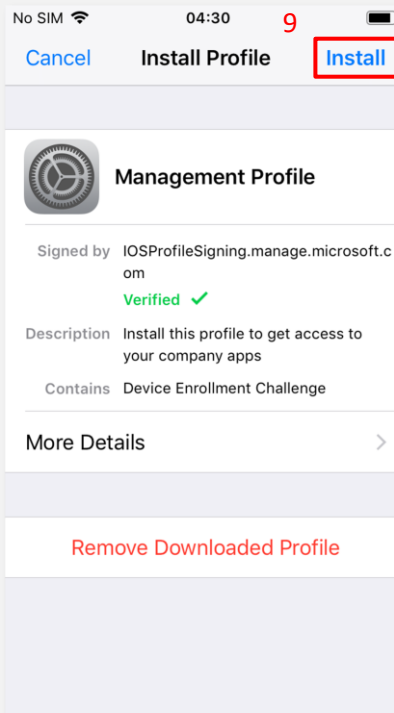 No SIM 04:30
9
Cancel Install Profile Install
Management Profile
Signed by IOSProfileSigning.manage.microsoft.c
om
Verified ✓
Description Install this profile to get access to
your company apps
Contains Device Enrollment Challenge
More Details
Remove Downloaded Profile